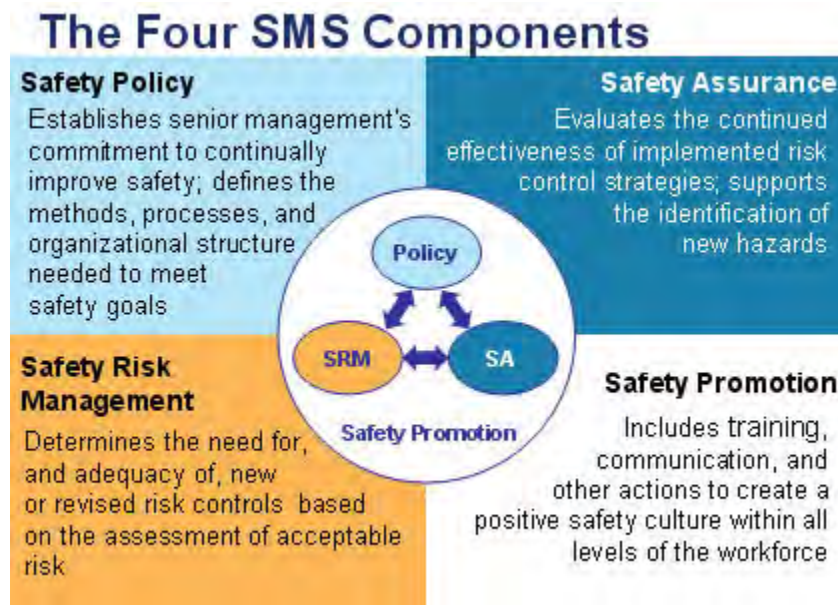 The Four SMS Components
Safety Policy
Establishes senior management's
commitment to continually
improve safety; defines the
methods, processes, and
organizational structure
needed to meet
safety goals
Safety Assurance
Evaluates the continued
effectiveness of implemented risk
control strategies; supports
the identification of
new hazards
Policy
SRM
SA
Safety Promotion
Safety Risk
Management
Determines the need for,
and adequacy of, new
or revised risk controls based
on the assessment of acceptable
risk
Safety Promotion
Includes training,
communication, and
other actions to create a
positive safety culture within all
levels of the workforce